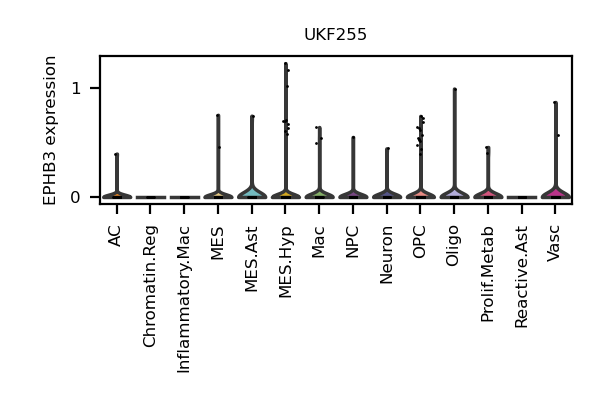 UKF255
EPHB3 expression
1
0
AC
Chromatin.Reg
Inflammatory.Mac
MES
MES.Ast
MES.Hyp
Mac
NPC
Neuron
OPC
Oligo
Prolif.Metab
Reactive.Ast
Vasc